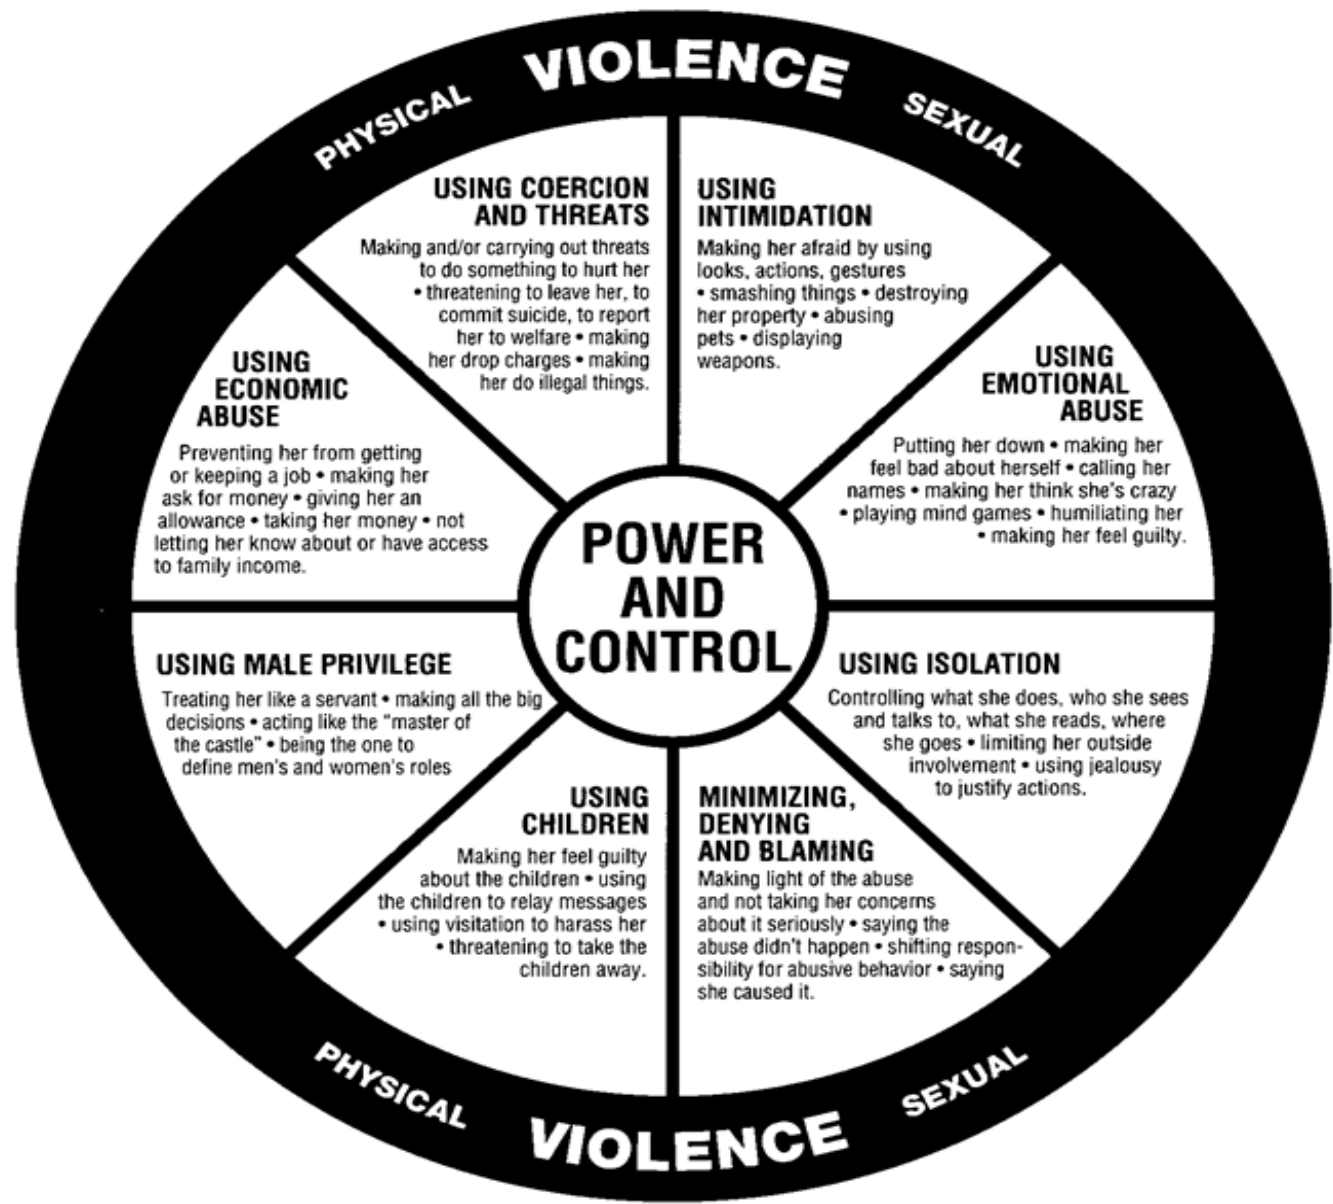 PHYSICAL VIOLENCE SEXUAL
USING COERCION
AND THREATS
Making and/or carrying out threats
to do something to hurt her
• threatening to leave her, to
commit suicide, to report
her to welfare • making
her drop charges • making
her do illegal things.
USING
INTIMIDATION
Making her afraid by using
looks, actions, gestures
• smashing things • destroying
her property • abusing
pets • displaying
weapons.
USING
ECONOMIC
ABUSE
Preventing her from getting
or keeping a job • making her
ask for money • giving her an
allowance • taking her money • not
letting her know about or have access
to family income.
USING
EMOTIONAL
ABUSE
Putting her down • making her
feel bad about herself • calling her
names • making her think she's crazy
• playing mind games • humiliating her
• making her feel guilty.
POWER
AND
CONTROL
USING MALE PRIVILEGE
Treating her like a servant • making all the big
decisions • acting like the "master of
the castle" • being the one to
define men's and women's roles
USING ISOLATION
Controlling what she does, who she sees
and talks to, what she reads, where
she goes • limiting her outside
involvement • using jealousy
to justify actions.
USING
CHILDREN
Making her feel guilty
about the children • using
the children to relay messages
• using visitation to harass her
• threatening to take the
children away.
MINIMIZING,
DENYING
AND BLAMING
Making light of the abuse
and not taking her concerns
about it seriously • saying the
abuse didn't happen • shifting respon-
sibility for abusive behavior • saying
she caused it.
PHYSICAL VIOLENCE SEXUAL